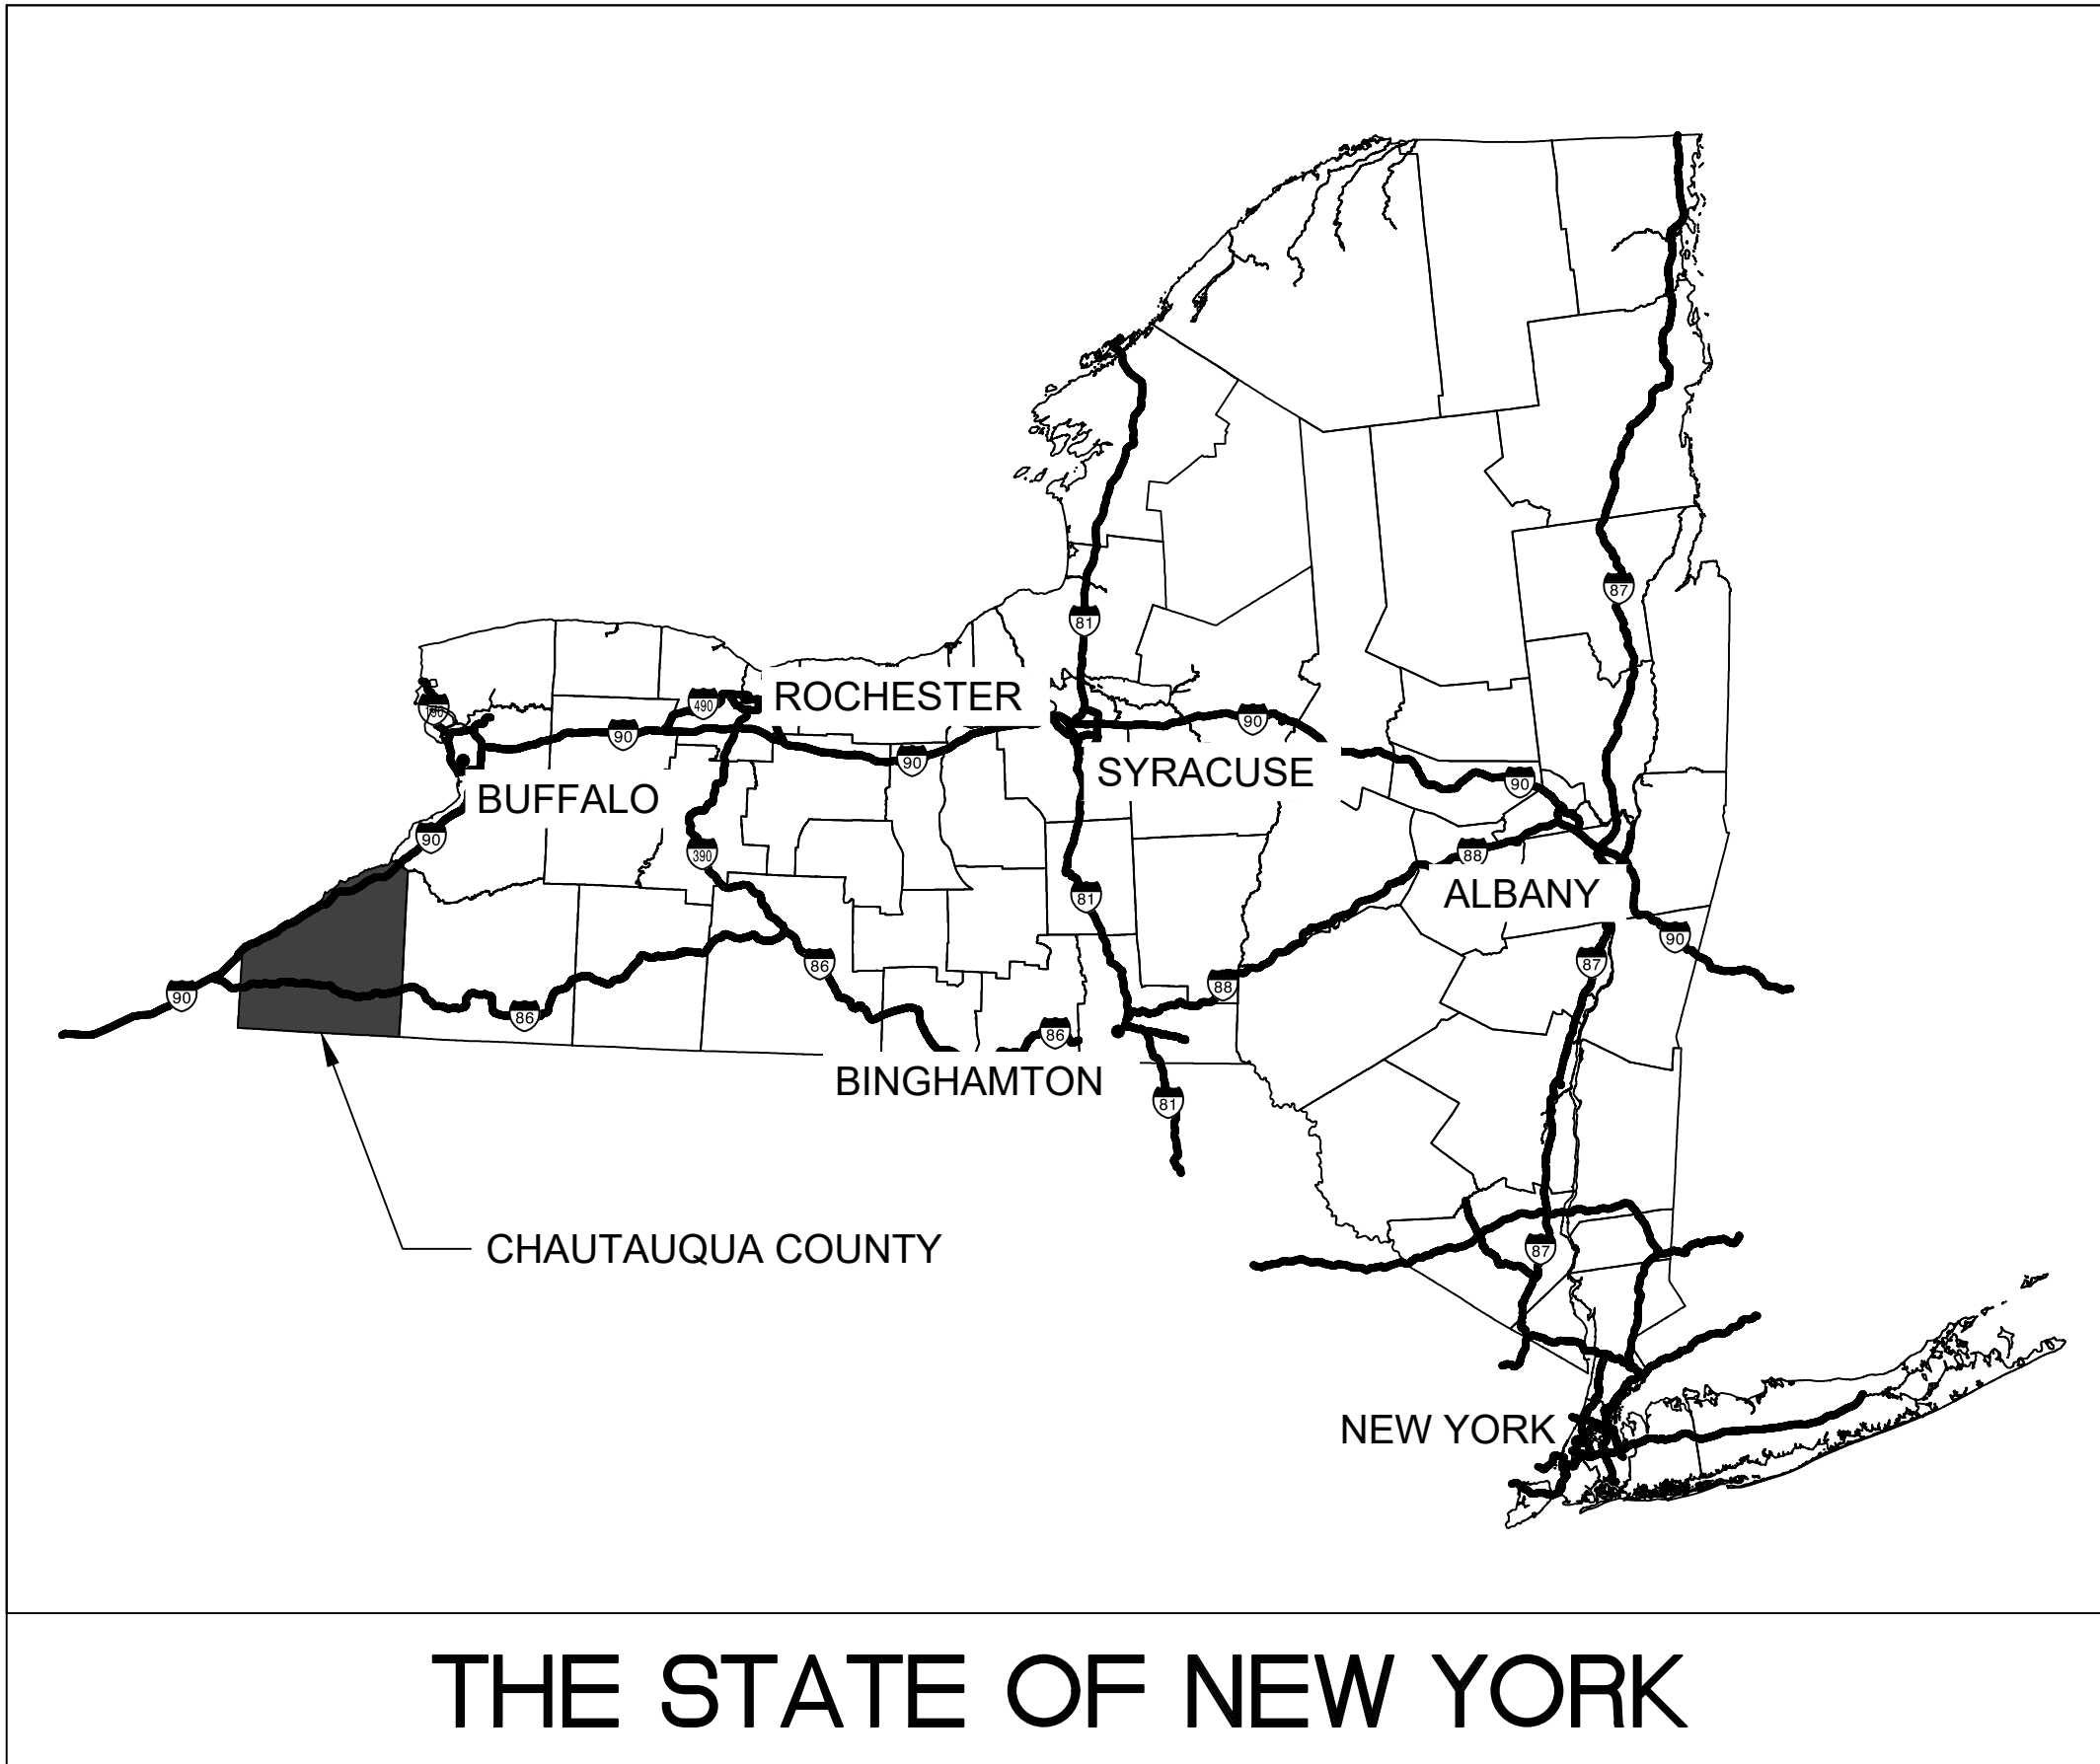 87
81
490
190
ROCHESTER
90
90
90
SYRACUSE
90
BUFFALO
90
88
390
81
ALBANY
90
87
86
88
90
86
86
BINGHAMTON
81
CHAUTAUQUA COUNTY
87
NEW YORK
THE STATE OF NEW YORK